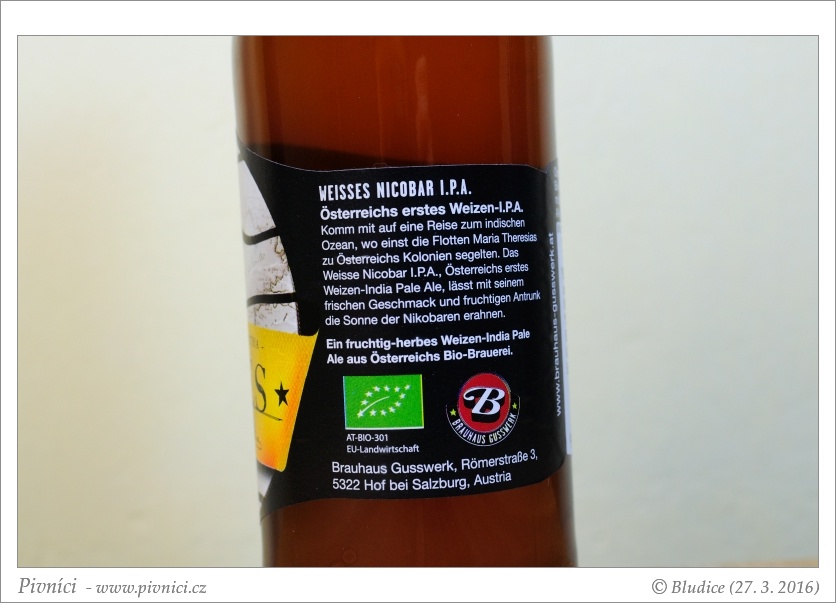 WEISSES NICOBAR I.P.A.
Österreichs erstes Weizen-I.P.A.
Komm mit auf eine Reise zum indischen
Ozean, wo einst die Flotten Maria Theresias
zu Österreichs Kolonien segelten. Das
Weisse Nicobar I.P.A., Österreichs erstes
Weizen-India Pale Ale, lässt mit seinem
frischen Geschmack und fruchtigen Antrunk
die Sonne der Nikobaren erahnen.
Ein fruchtig-herbes Weizen-India Pale
Ale aus Österreichs Bio-Brauerei.
AT-BIO-301
EU-Landwirtschaft
B
BRAUHAUS GUSSWERK
Brauhaus Gusswerk, Römerstraße 3,
5322 Hof bei Salzburg, Austria
www.brauhaus-gusswerk.at
Pivníci - www.pivnici.cz
© Bludice (27. 3. 2016)